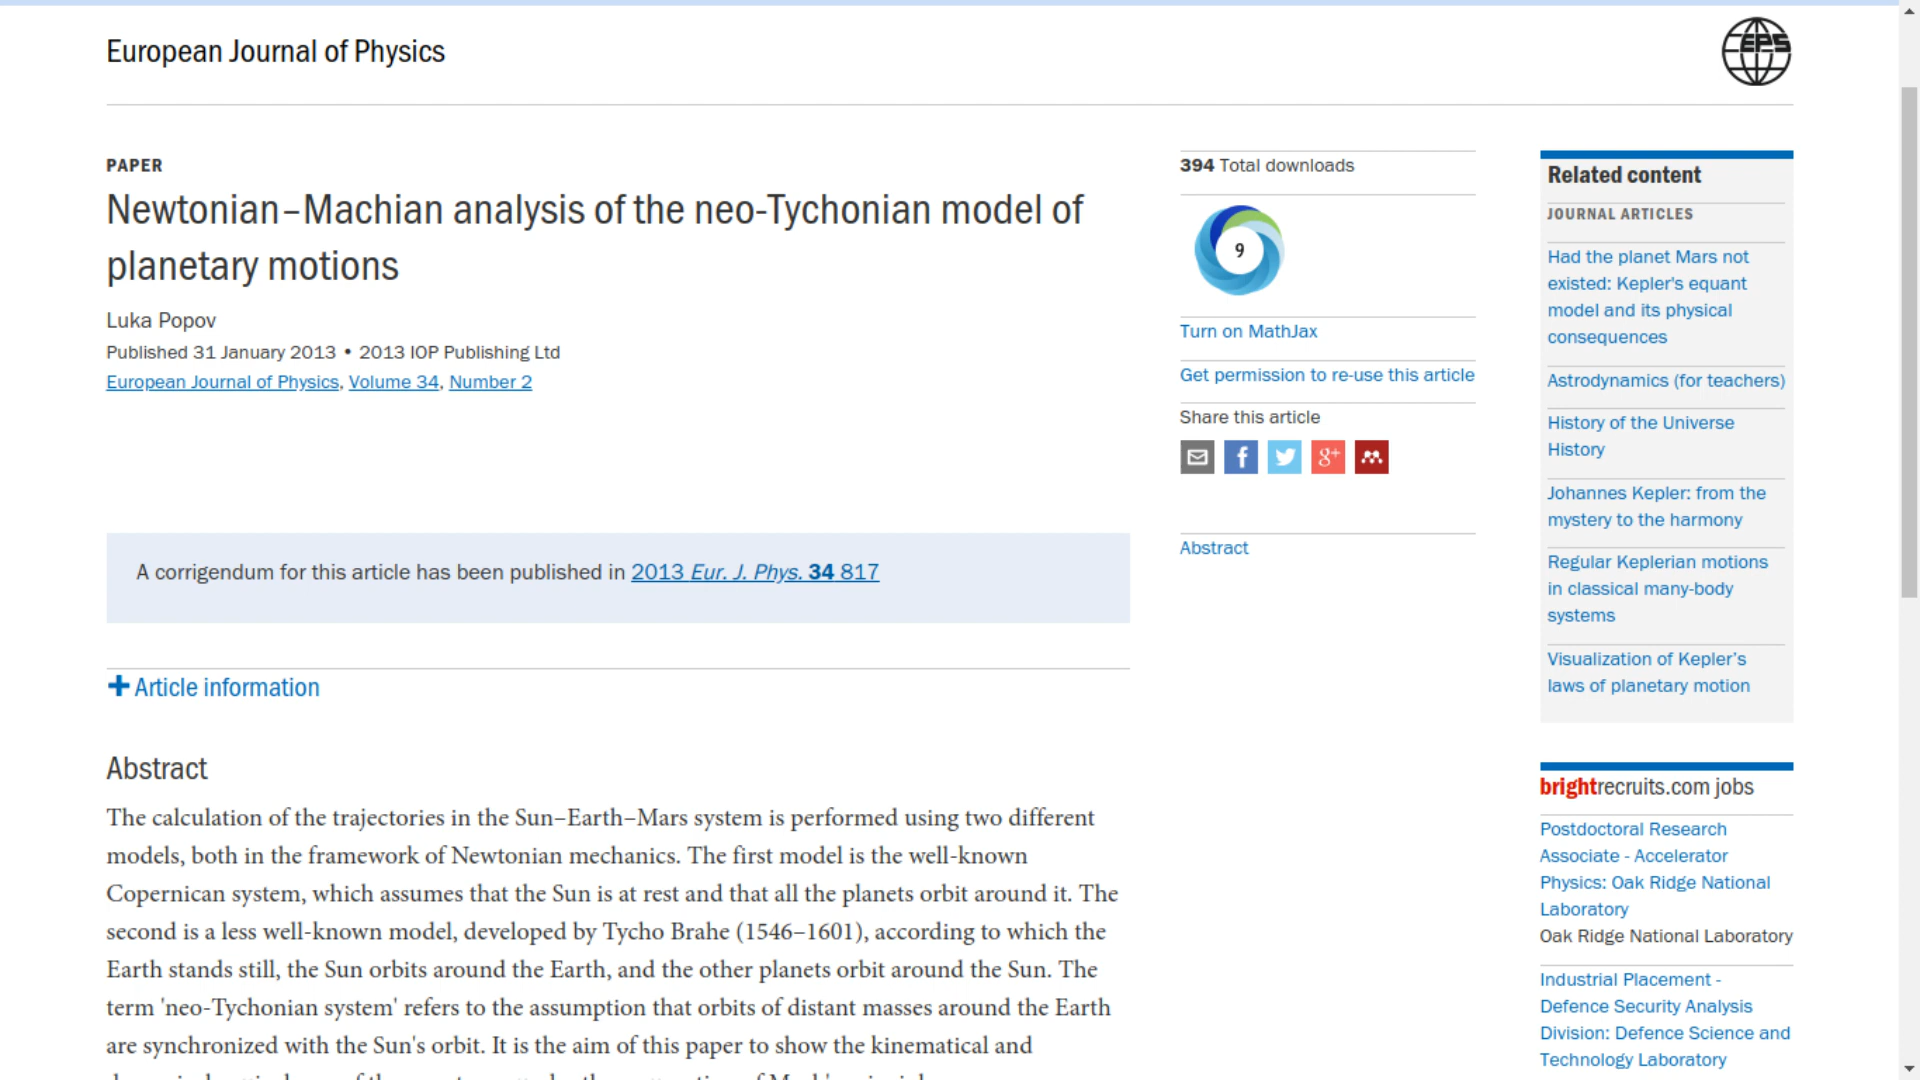 European Journal of Physics
EPS
PAPER
Newtonian–Machian analysis of the neo-Tychonian model of
planetary motions
Luka Popov
Published 31 January 2013 • 2013 IOP Publishing Ltd
European Journal of Physics, Volume 34, Number 2
A corrigendum for this article has been published in 2013 Eur. J. Phys. 34 817
+ Article information
Abstract
The calculation of the trajectories in the Sun–Earth–Mars system is performed using two different
models, both in the framework of Newtonian mechanics. The first model is the well-known
Copernican system, which assumes that the Sun is at rest and that all the planets orbit around it. The
second is a less well-known model, developed by Tycho Brahe (1546–1601), according to which the
Earth stands still, the Sun orbits around the Earth, and the other planets orbit around the Sun. The
term 'neo-Tychonian system' refers to the assumption that orbits of distant masses around the Earth
are synchronized with the Sun's orbit. It is the aim of this paper to show the kinematical and
394 Total downloads
9
Turn on MathJax
Get permission to re-use this article
Share this article
f
g+
Abstract
Related content
JOURNAL ARTICLES
Had the planet Mars not
existed: Kepler's equant
model and its physical
consequences
Astrodynamics (for teachers)
History of the Universe
History
Johannes Kepler: from the
mystery to the harmony
Regular Keplerian motions
in classical many-body
systems
Visualization of Kepler's
laws of planetary motion
brightrecruits.com jobs
Postdoctoral Research
Associate - Accelerator
Physics: Oak Ridge National
Laboratory
Oak Ridge National Laboratory
Industrial Placement -
Defence Security Analysis
Division: Defence Science and
Technology Laboratory